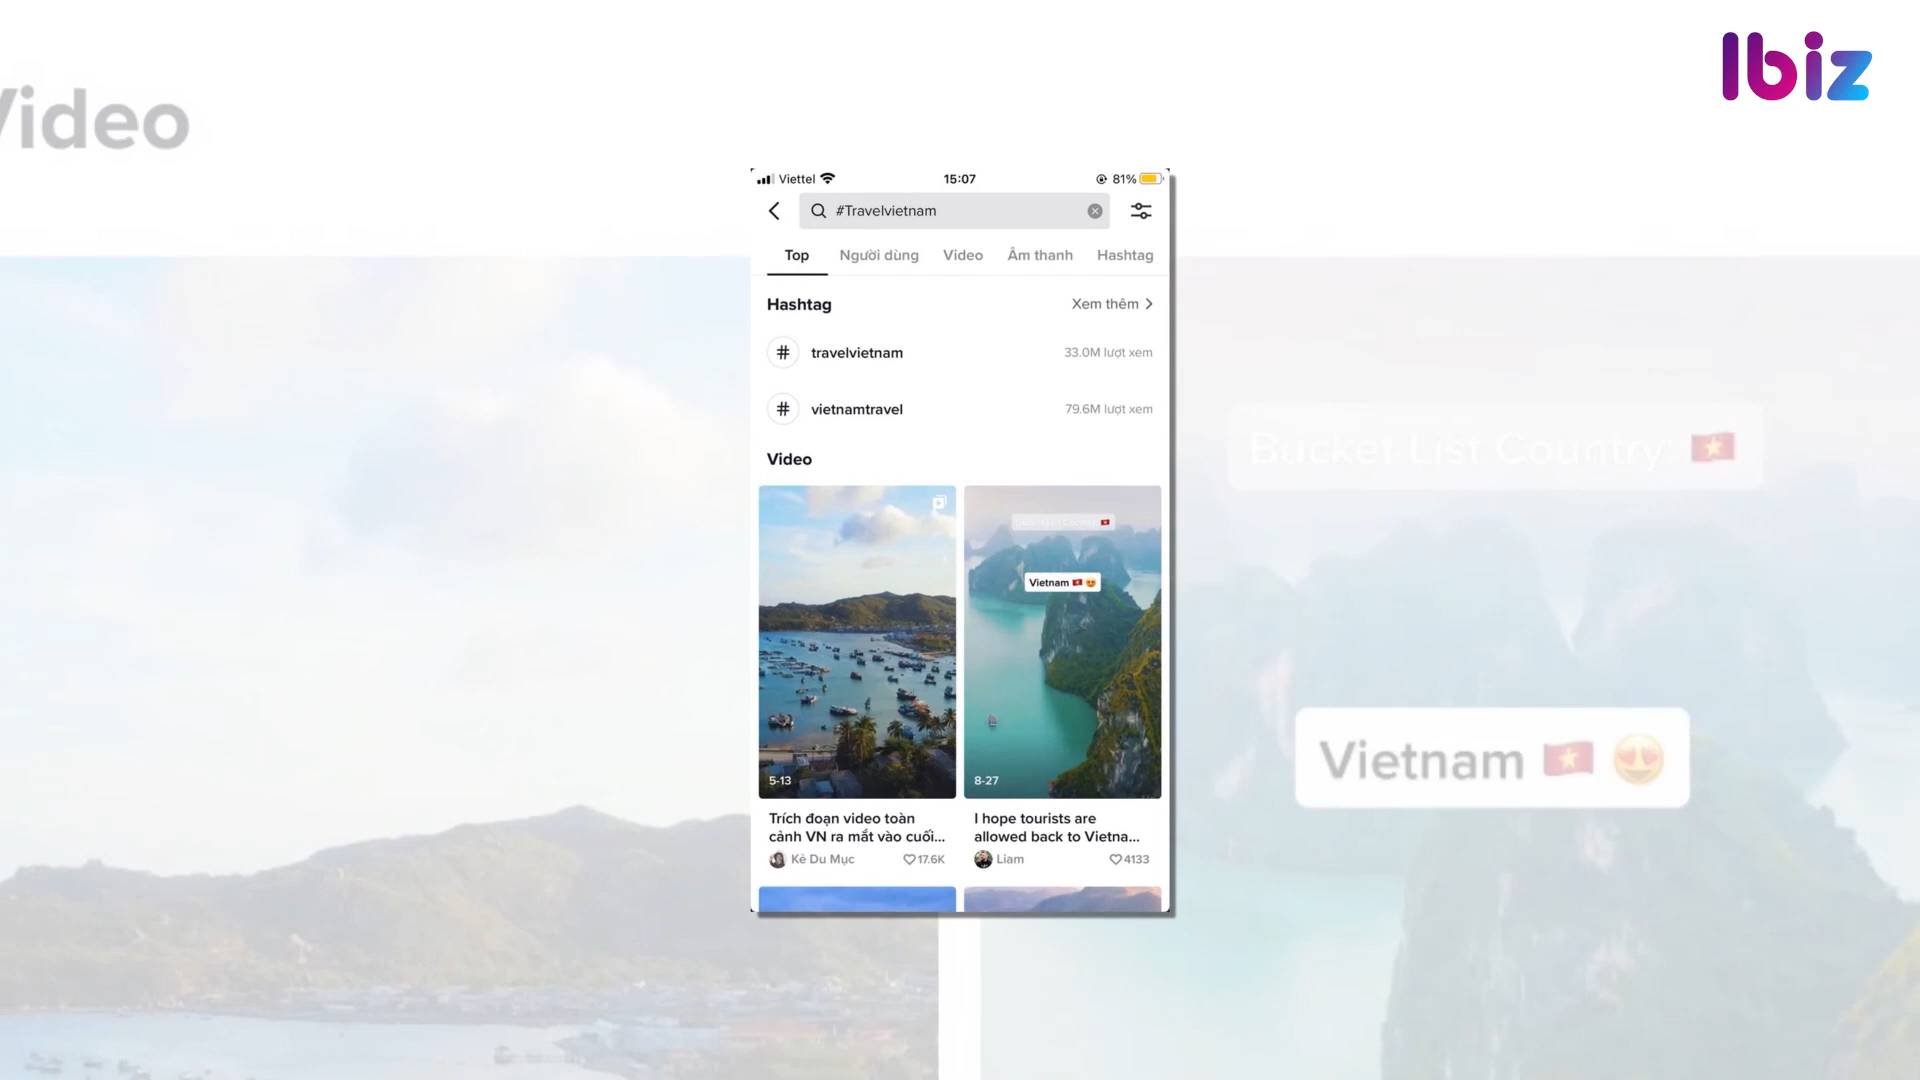 Ibiz
Video
Viettel 15:07 81%
#Travelvietnam
Top Người dùng Video Âm thanh Hashtag
Hashtag Xem thêm
# travelvietnam 33.0M lượt xem
# vietnamtravel 79.6M lượt xem
Video
Bucket List Country
Vietnam
Vietnam
5-13
8-27
Trích đoạn video toàn
cảnh VN ra mắt vào cuối...
Kẻ Du Mục 17.6K
I hope tourists are
allowed back to Vietna...
Liam 4133